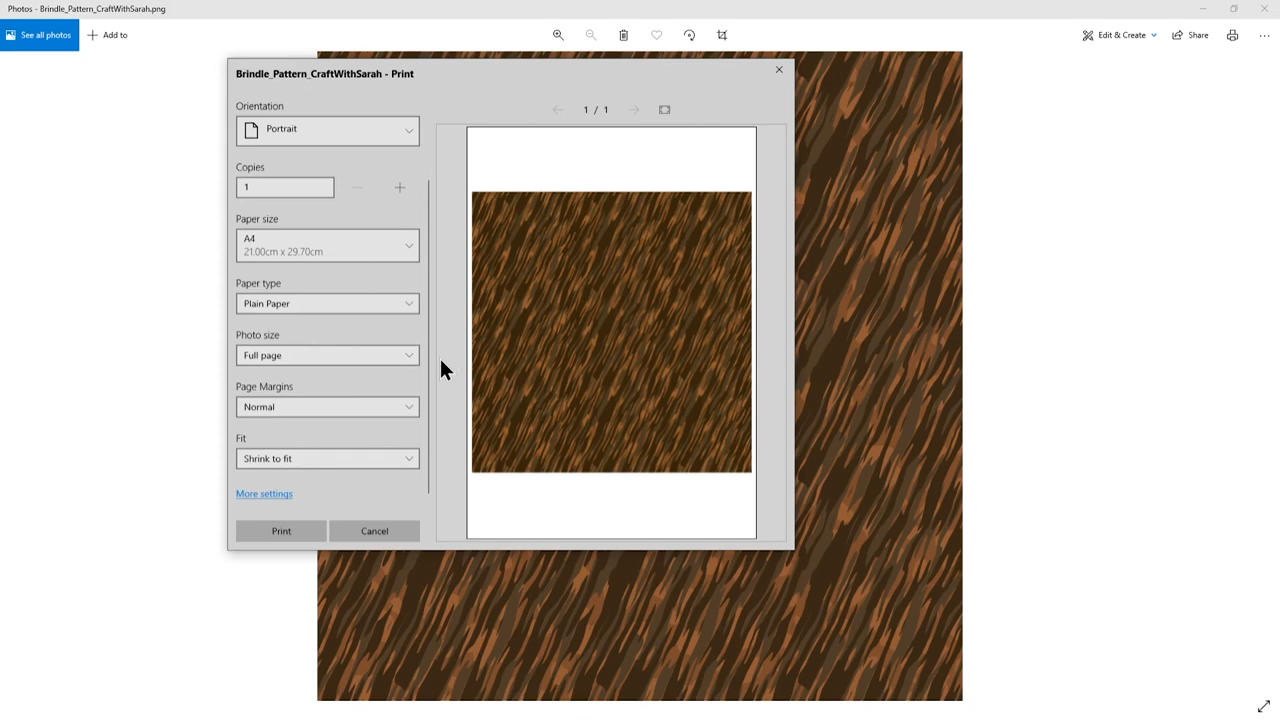 Photos - Brindle_Pattern_CraftWithSarah.png
See all photos
Add to
Edit & Create
Share
Brindle_Pattern_CraftWithSarah - Print
1 / 1
Orientation
Portrait
Copies
1
Paper size
A4
21.00cm x 29.70cm
Paper type
Plain Paper
Photo size
Full page
Page Margins
Normal
Fit
Shrink to fit
More settings
Print
Cancel